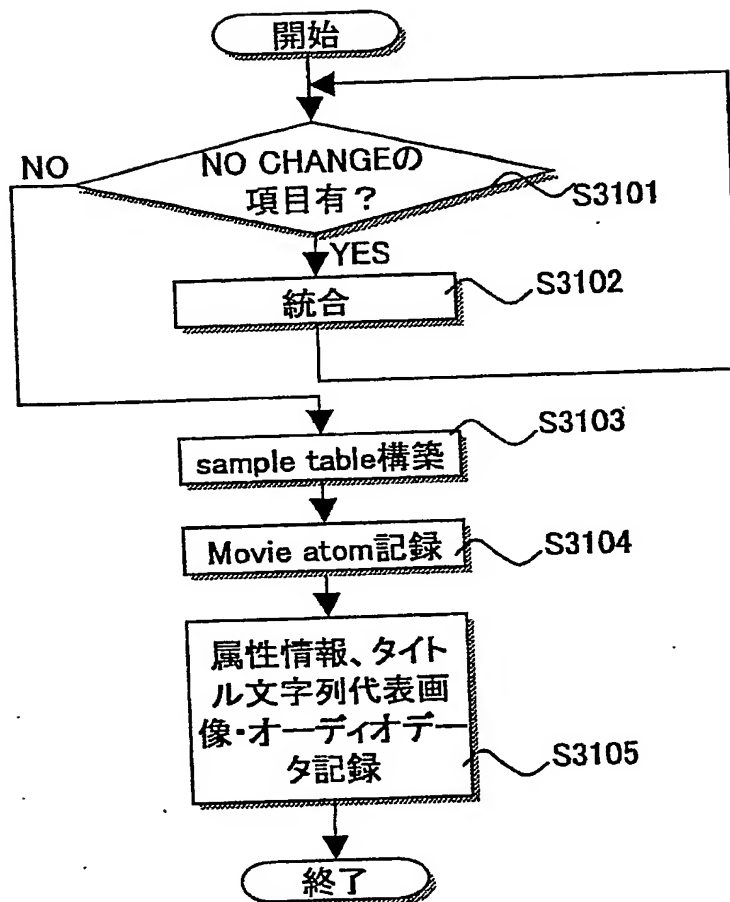 開始
NO
NO CHANGEの
項目有?
S3101
YES
統合
S3102
S3103
sample table構築
Movie atom記録
S3104
属性情報、タイト
ル文字列代表画
像・オーディオデー
タ記録
S3105
終了